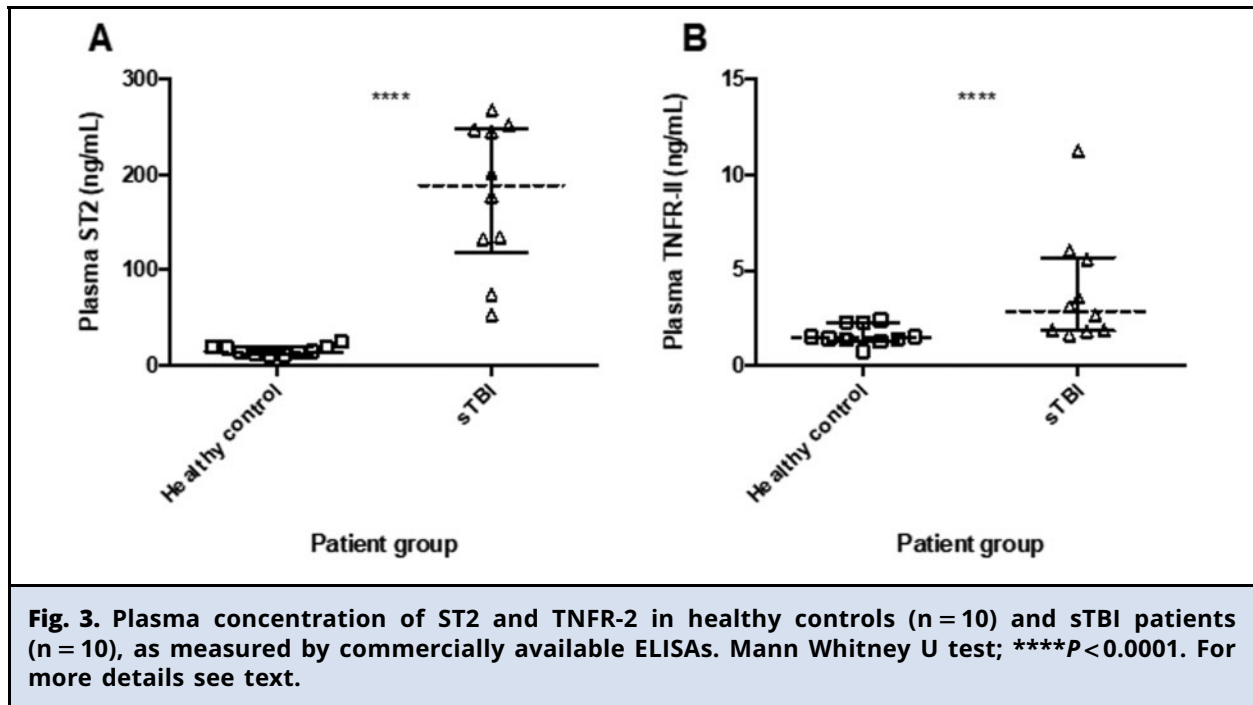 A
B
300
200
100
0
Plasma ST2 (ng/mL)
****
Healthy control
sTBI
Patient group
15
10
5
0
Plasma TNFR-II (ng/mL)
****
Healthy control
sTBI
Patient group
Fig. 3. Plasma concentration of ST2 and TNFR-2 in healthy controls (n = 10) and sTBI patients
(n = 10), as measured by commercially available ELISAs. Mann Whitney U test; ****P < 0.0001. For
more details see text.